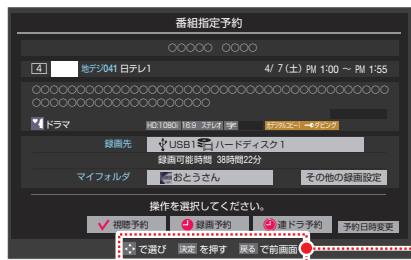 番組指定予約
○○○○○ ○○○○
4 地デジ041 日テレ1 4/ 7 (土) PM 1:00 ～ PM 1:55
○○○○○○○○○○○○○○○○○○○○○○○○○○○○○○○○○○○○○○○○
○○○○○○○○○○○○○○○○○○○○
ドラマ HD:1080i 16:9 ステレオ 字
録画先 USB1 ハードディスク1
録画可能時間 38時間22分
マイフォルダ おとうさん その他の録画設定
操作を選択してください。
視聴予約 録画予約 連ドラ予約 予約日時変更
で選び 決定 を押す 戻る で前画面